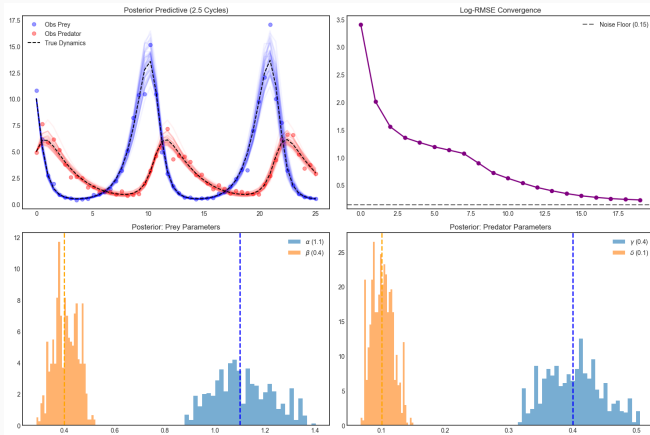 Posterior Predictive (2.5 Cycles)
Obs Prey
Obs Predator
True Dynamics
17.5
15.0
12.5
10.0
7.5
5.0
2.5
0.0
0 5 10 15 20 25
Log-RMSE Convergence
Noise Floor (0.15)
3.5
3.0
2.5
2.0
1.5
1.0
0.5
0.0 2.5 5.0 7.5 10.0 12.5 15.0 17.5
Posterior: Prey Parameters
α (1.1)
β (0.4)
12
10
8
6
4
2
0
0.4 0.6 0.8 1.0 1.2 1.4
Posterior: Predator Parameters
γ (0.4)
δ (0.1)
25
20
15
10
5
0
0.1 0.2 0.3 0.4 0.5